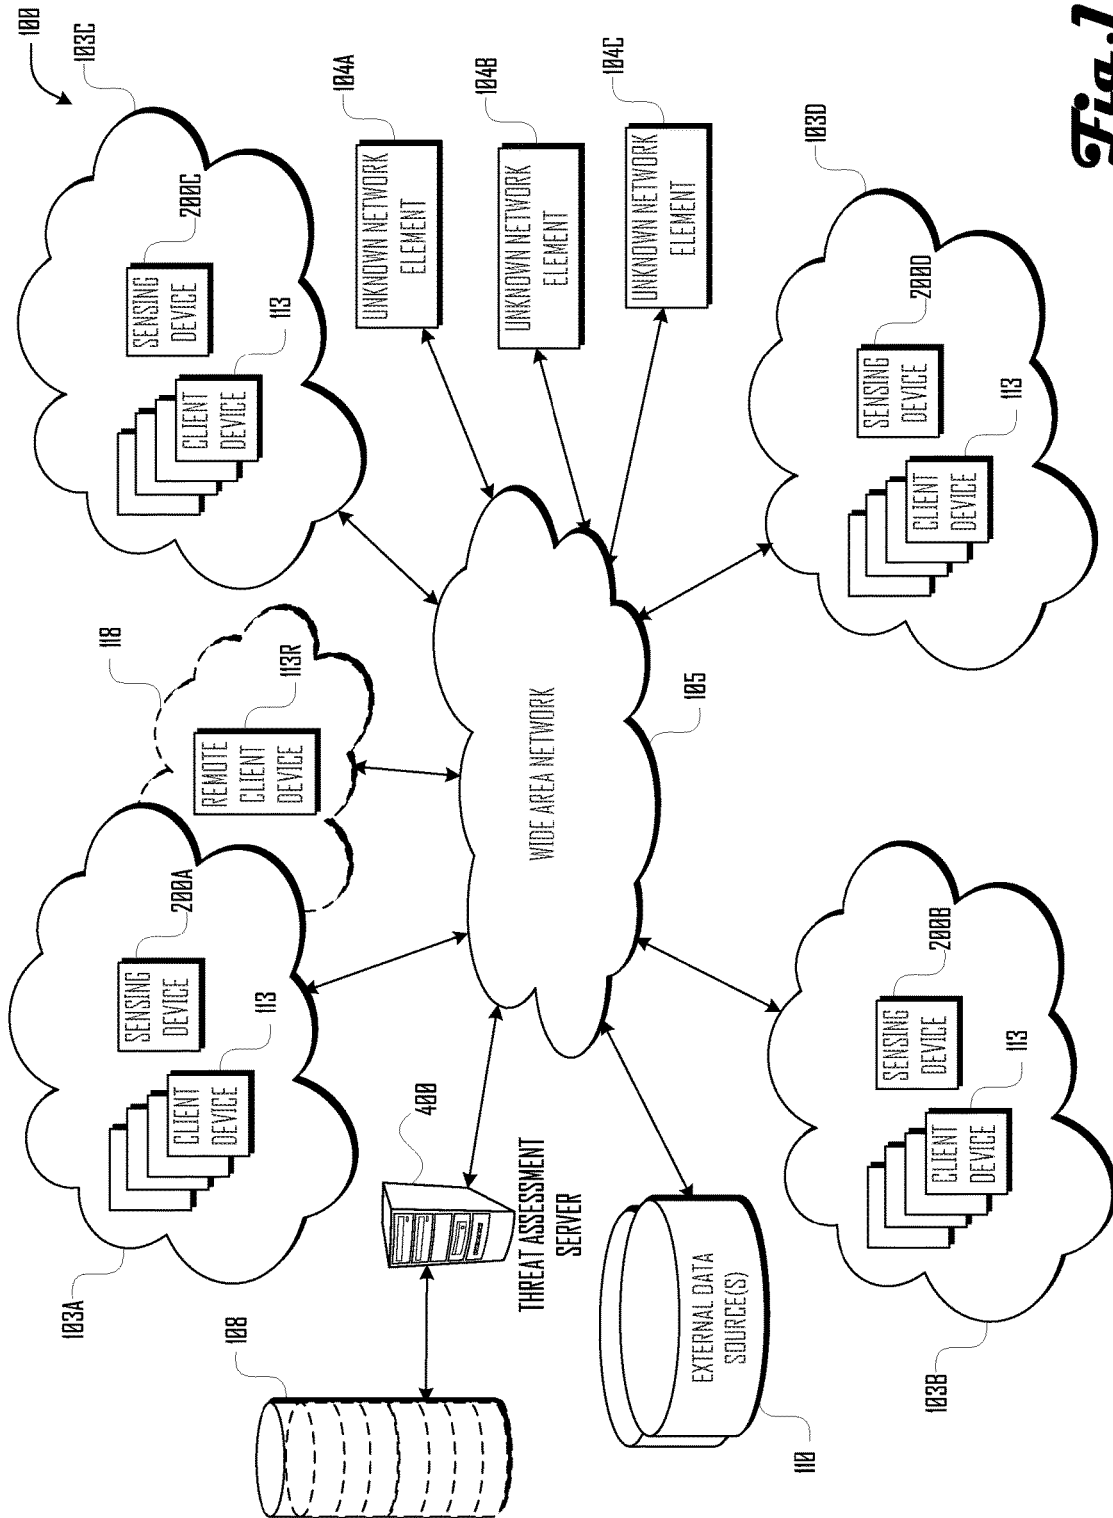 100
108
103A
SENSING
DEVICE
200A
CLIENT
DEVICE
113
118
REMOTE
CLIENT
DEVICE
113R
103C
SENSING
DEVICE
200C
CLIENT
DEVICE
113
400
THREAT ASSESSMENT
SERVER
WIDE AREA NETWORK
105
UNKNOWN NETWORK
ELEMENT
104A
UNKNOWN NETWORK
ELEMENT
104B
UNKNOWN NETWORK
ELEMENT
104C
EXTERNAL DATA
SOURCE(S)
110
103B
SENSING
DEVICE
200B
CLIENT
DEVICE
113
103D
SENSING
DEVICE
200D
CLIENT
DEVICE
113
Fig.1